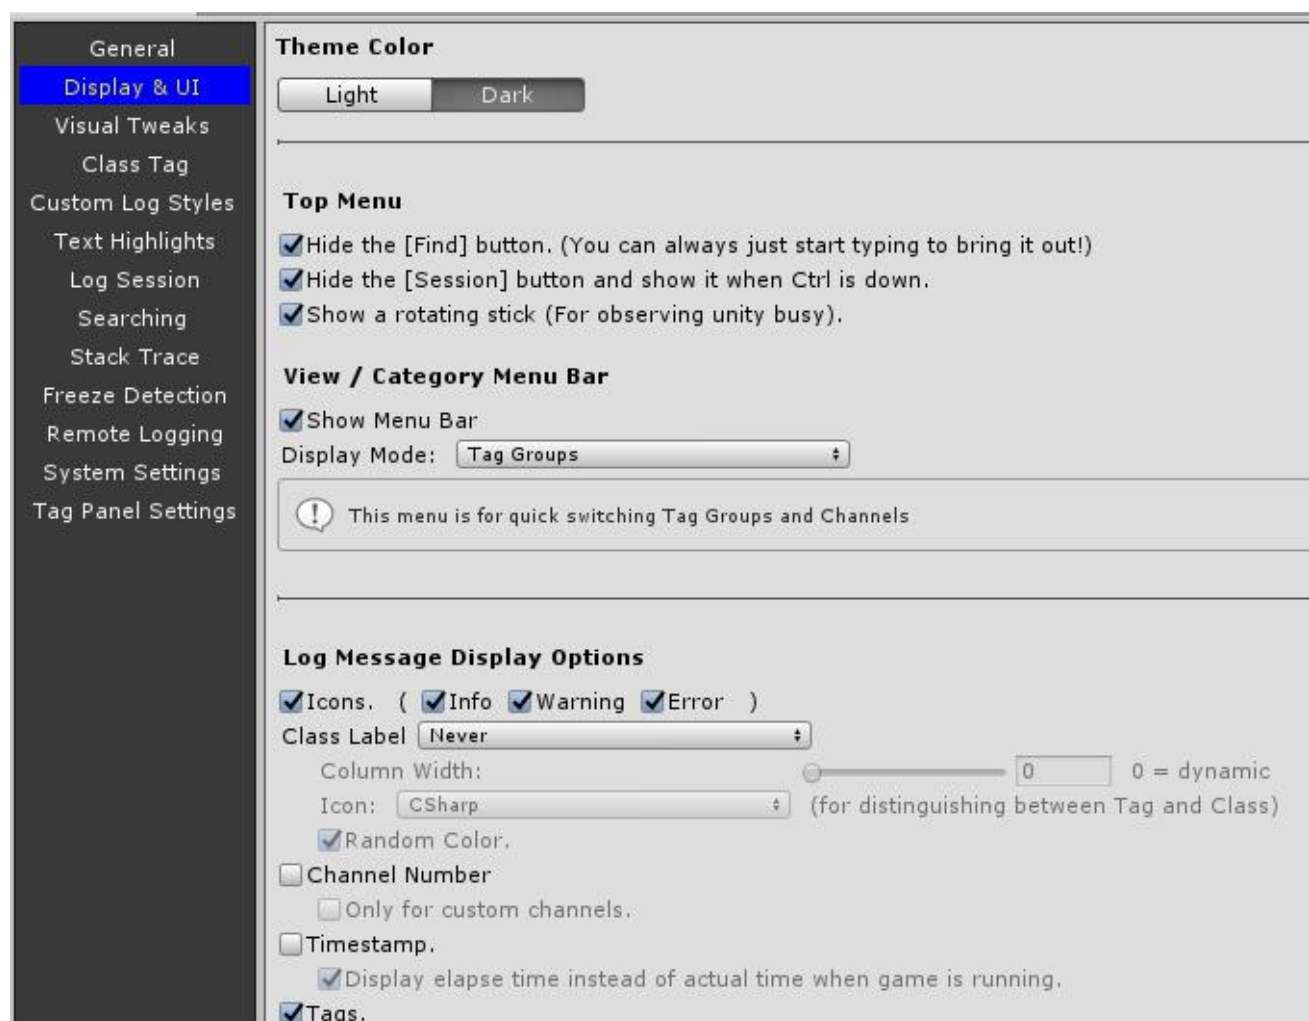 General
Display & UI
Visual Tweaks
Class Tag
Custom Log Styles
Text Highlights
Log Session
Searching
Stack Trace
Freeze Detection
Remote Logging
System Settings
Tag Panel Settings
Theme Color
Light Dark
Top Menu
Hide the [Find] button. (You can always just start typing to bring it out!)
Hide the [Session] button and show it when Ctrl is down.
Show a rotating stick (For observing unity busy).
View / Category Menu Bar
Show Menu Bar
Display Mode: Tag Groups
This menu is for quick switching Tag Groups and Channels
Log Message Display Options
Icons. ( Info Warning Error )
Class Label Never
Column Width: 0 0 = dynamic
Icon: CSharp (for distinguishing between Tag and Class)
Random Color.
Channel Number
Only for custom channels.
Timestamp.
Display elapse time instead of actual time when game is running.
Tags.